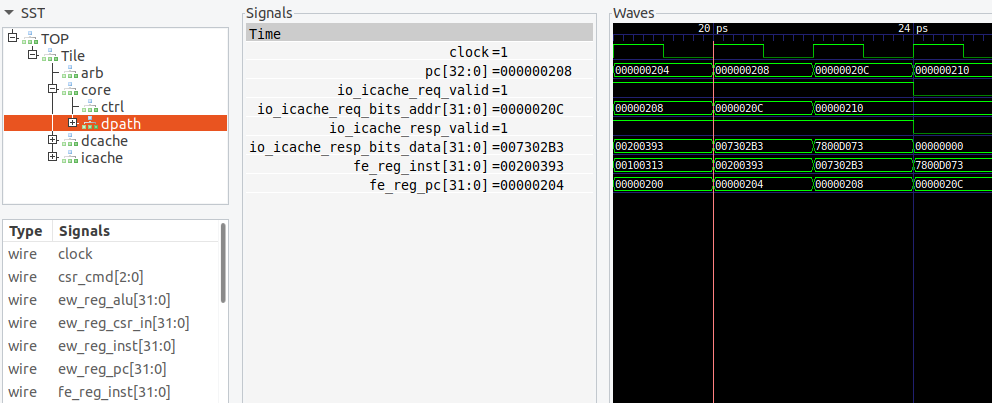 SST
TOP
Tile
arb
core
ctrl
dpath
dcache
icache
Type Signals
wire clock
wire csr_cmd[2:0]
wire ew_reg_alu[31:0]
wire ew_reg_csr_in[31:0]
wire ew_reg_inst[31:0]
wire ew_reg_pc[31:0]
wire fe_reg_inst[31:0]
Signals
Time
clock =1
pc[32:0] =000000208
io_icache_req_valid =1
io_icache_req_bits_addr[31:0] =0000020C
io_icache_resp_valid =1
io_icache_resp_bits_data[31:0] =007302B3
fe_reg_inst[31:0] =00200393
fe_reg_pc[31:0] =00000204
Waves
20 ps 24 ps
000000204 000000208 00000020C 000000210
00000208 0000020C 00000210
00200393 007302B3 7800D073 00000000
00100313 00200393 007302B3 7800D073
00000200 00000204 00000208 0000020C